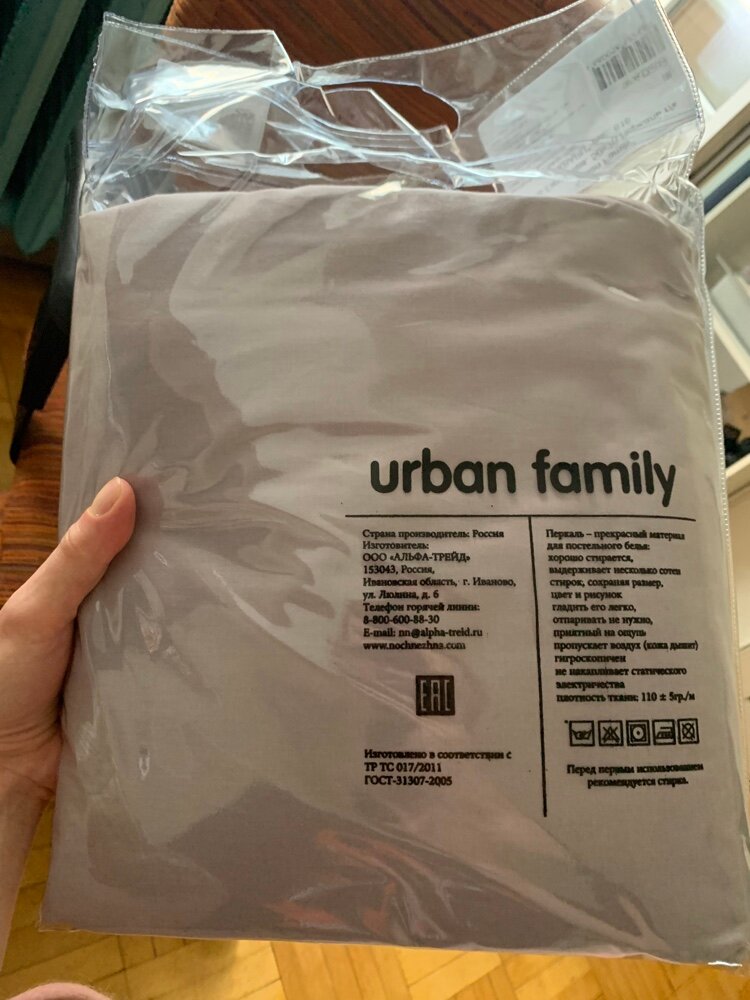 urban family
Страна производитель: Россия
Изготовитель:
ООО «АЛЬФА-ТРЕЙД»
153043, Россия,
Ивановская область, г. Иваново,
ул. Люлина, д. 6
Телефон горячей линии:
8-800-600-88-30
E-mail: nn@alpha-treid.ru
www.nochnezhna.com
EAC
Изготовлено в соответствии с
ТР ТС 017/2011
ГОСТ-31307-2005
Перкаль – прекрасный материал
для постельного белья:
хорошо стирается,
выдерживает несколько сотен
стирок, сохраняя размер,
цвет и рисунок
гладить его легко,
отпаривать не нужно,
приятный на ощупь
пропускает воздух (кожа дышит)
гигроскопичен
не накапливает статического
электричества
плотность ткани: 110 ± 5гр./м
Перед первым использованием
рекомендуется стирка.